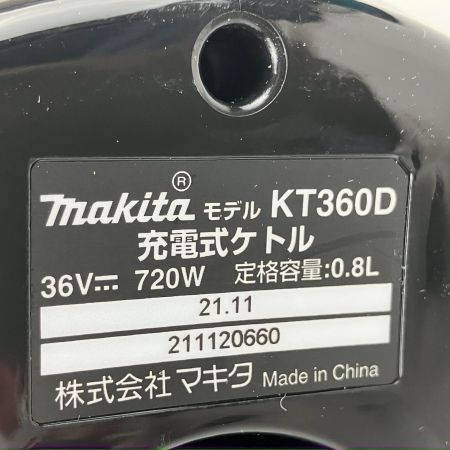 makita® モデル KT360D
充電式ケトル
36V⎓ 720W 定格容量:0.8L
21.11
211120660
株式会社 マキタ Made in China